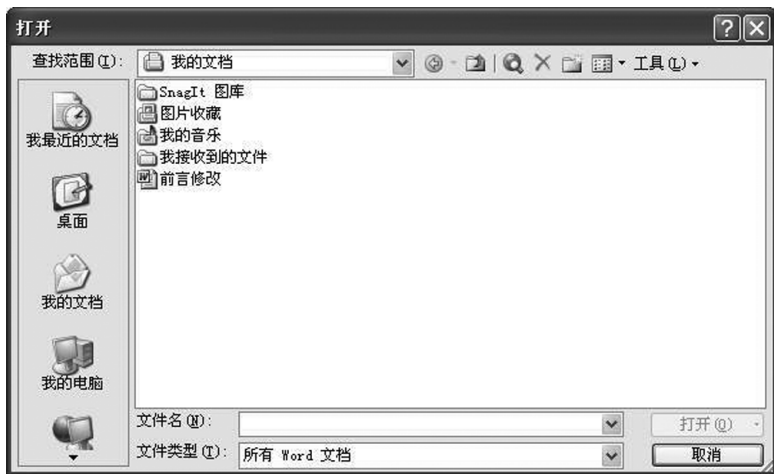 打开
查找范围(I): 我的文档 工具(L)
SnagIt 图库
图片收藏
我的音乐
我接收到的文件
前言修改
我最近的文档
桌面
我的文档
我的电脑
文件名(N): 打开(O)
文件类型(T): 所有 Word 文档 取消